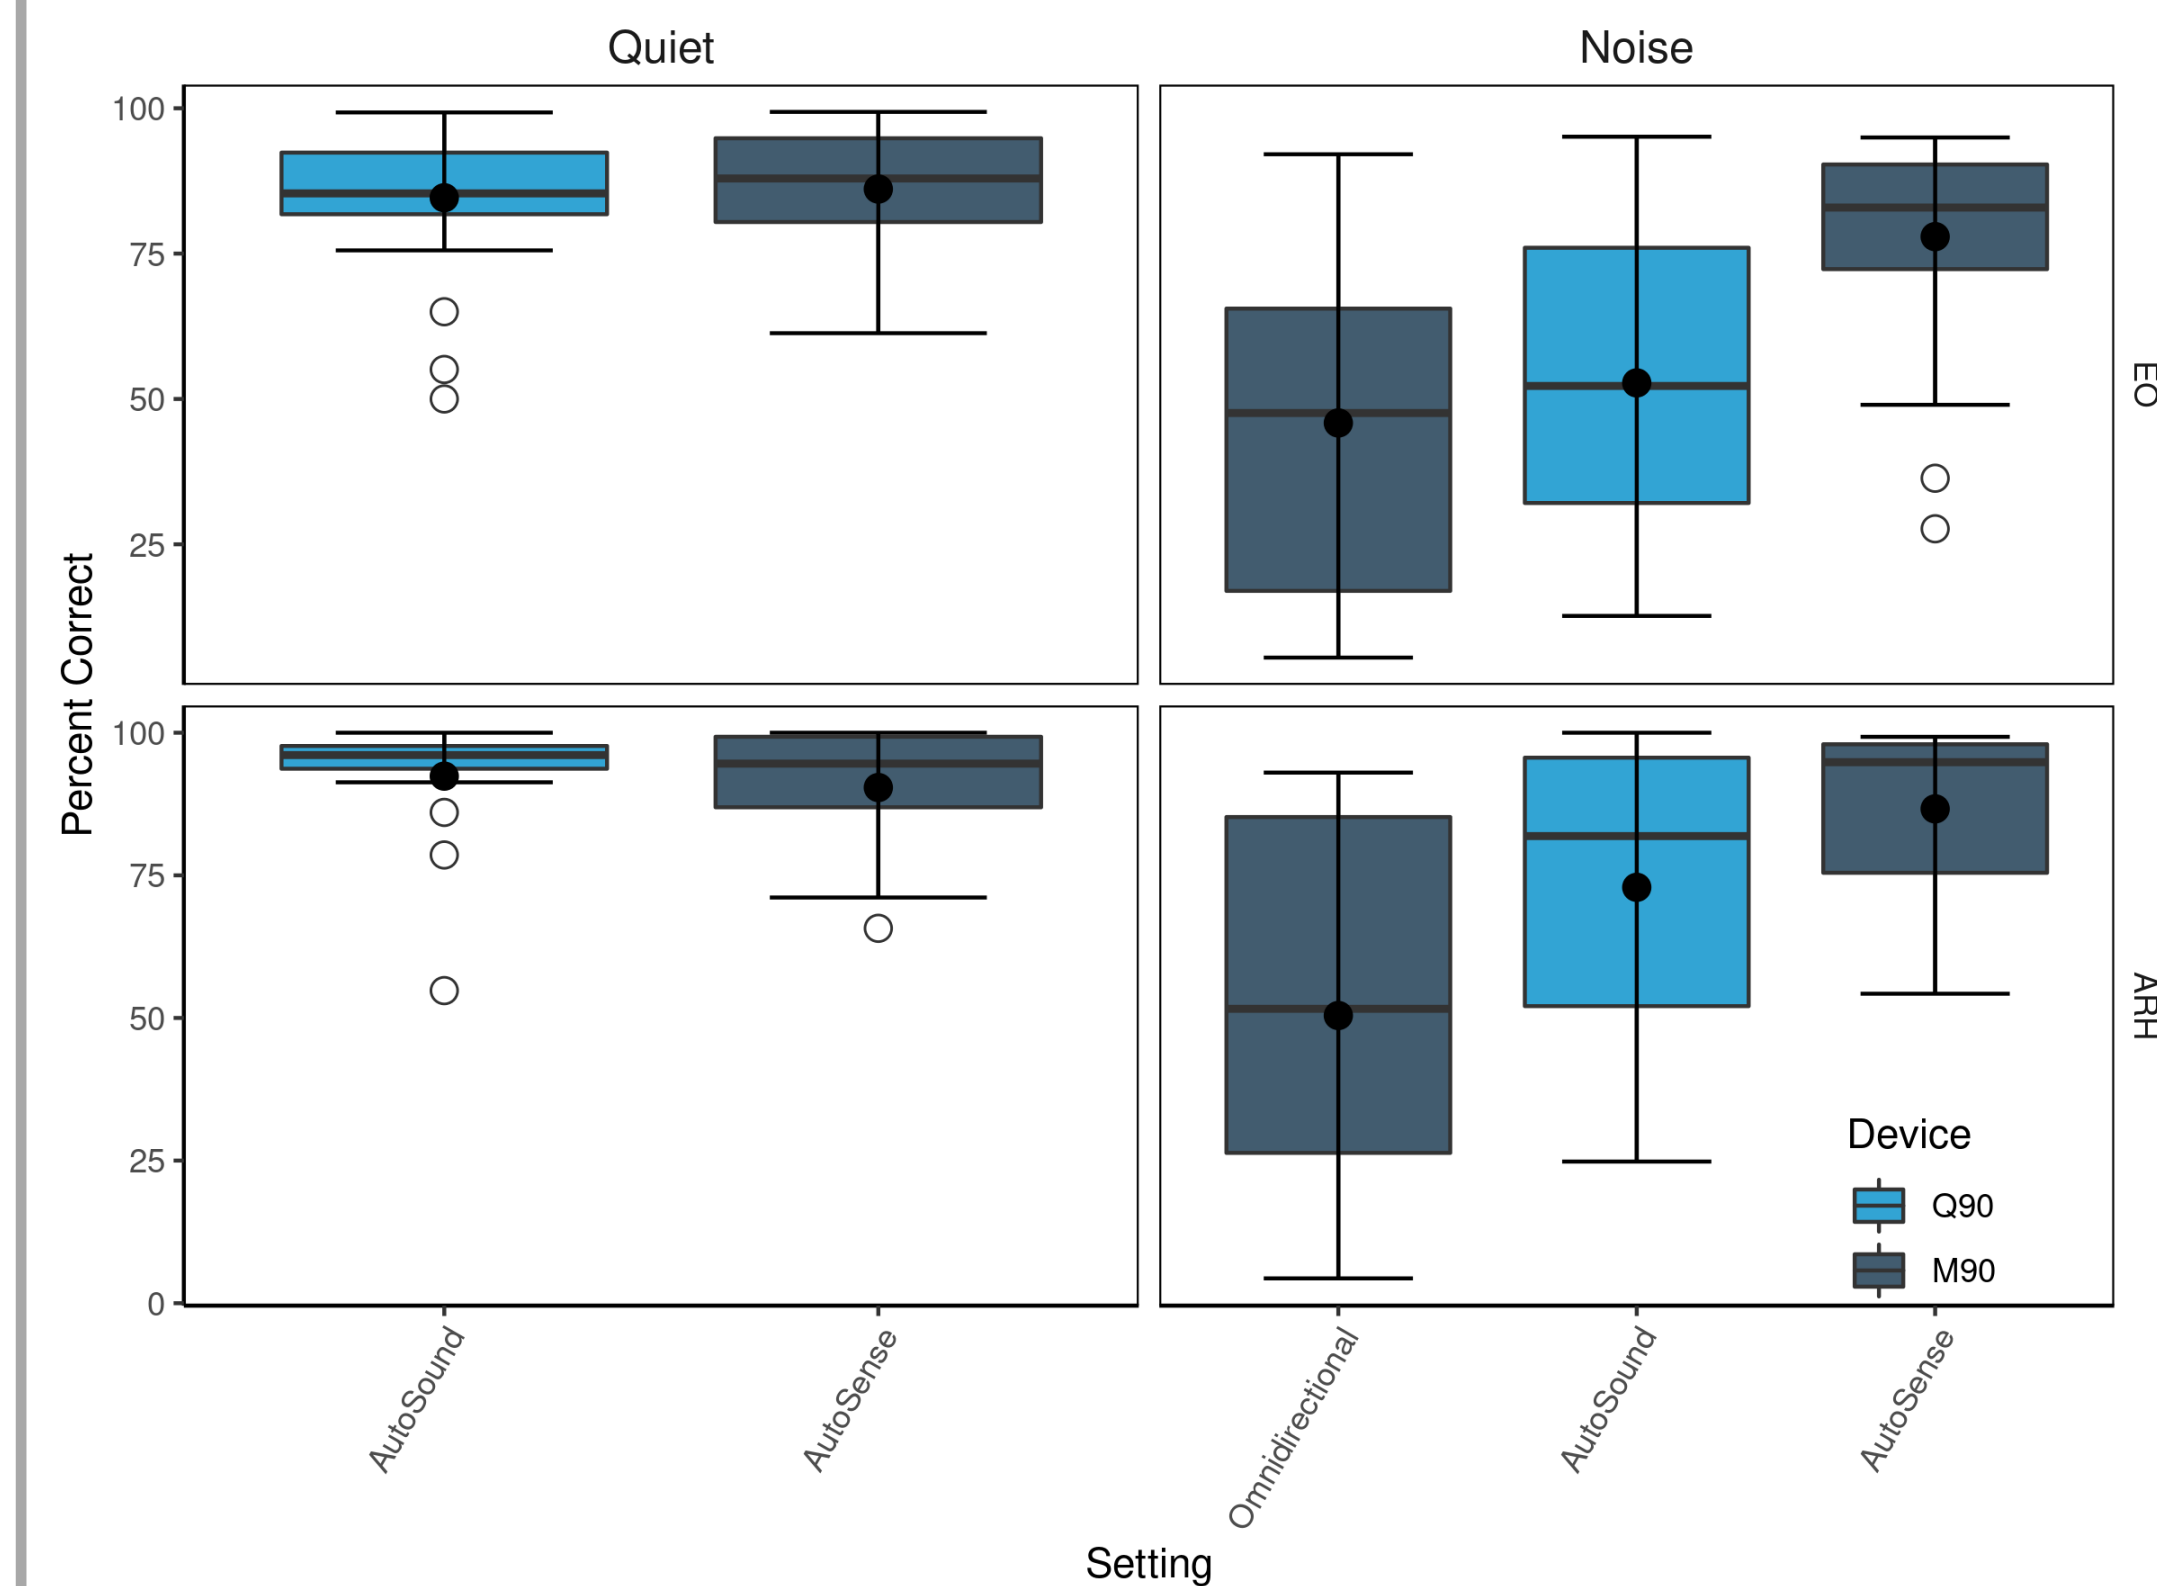 Quiet
Noise
Percent Correct
100
75
50
25
EO
100
75
50
25
0
ARH
Device
Q90
M90
AutoSound
AutoSense
Omnidirectional
AutoSound
AutoSense
Setting